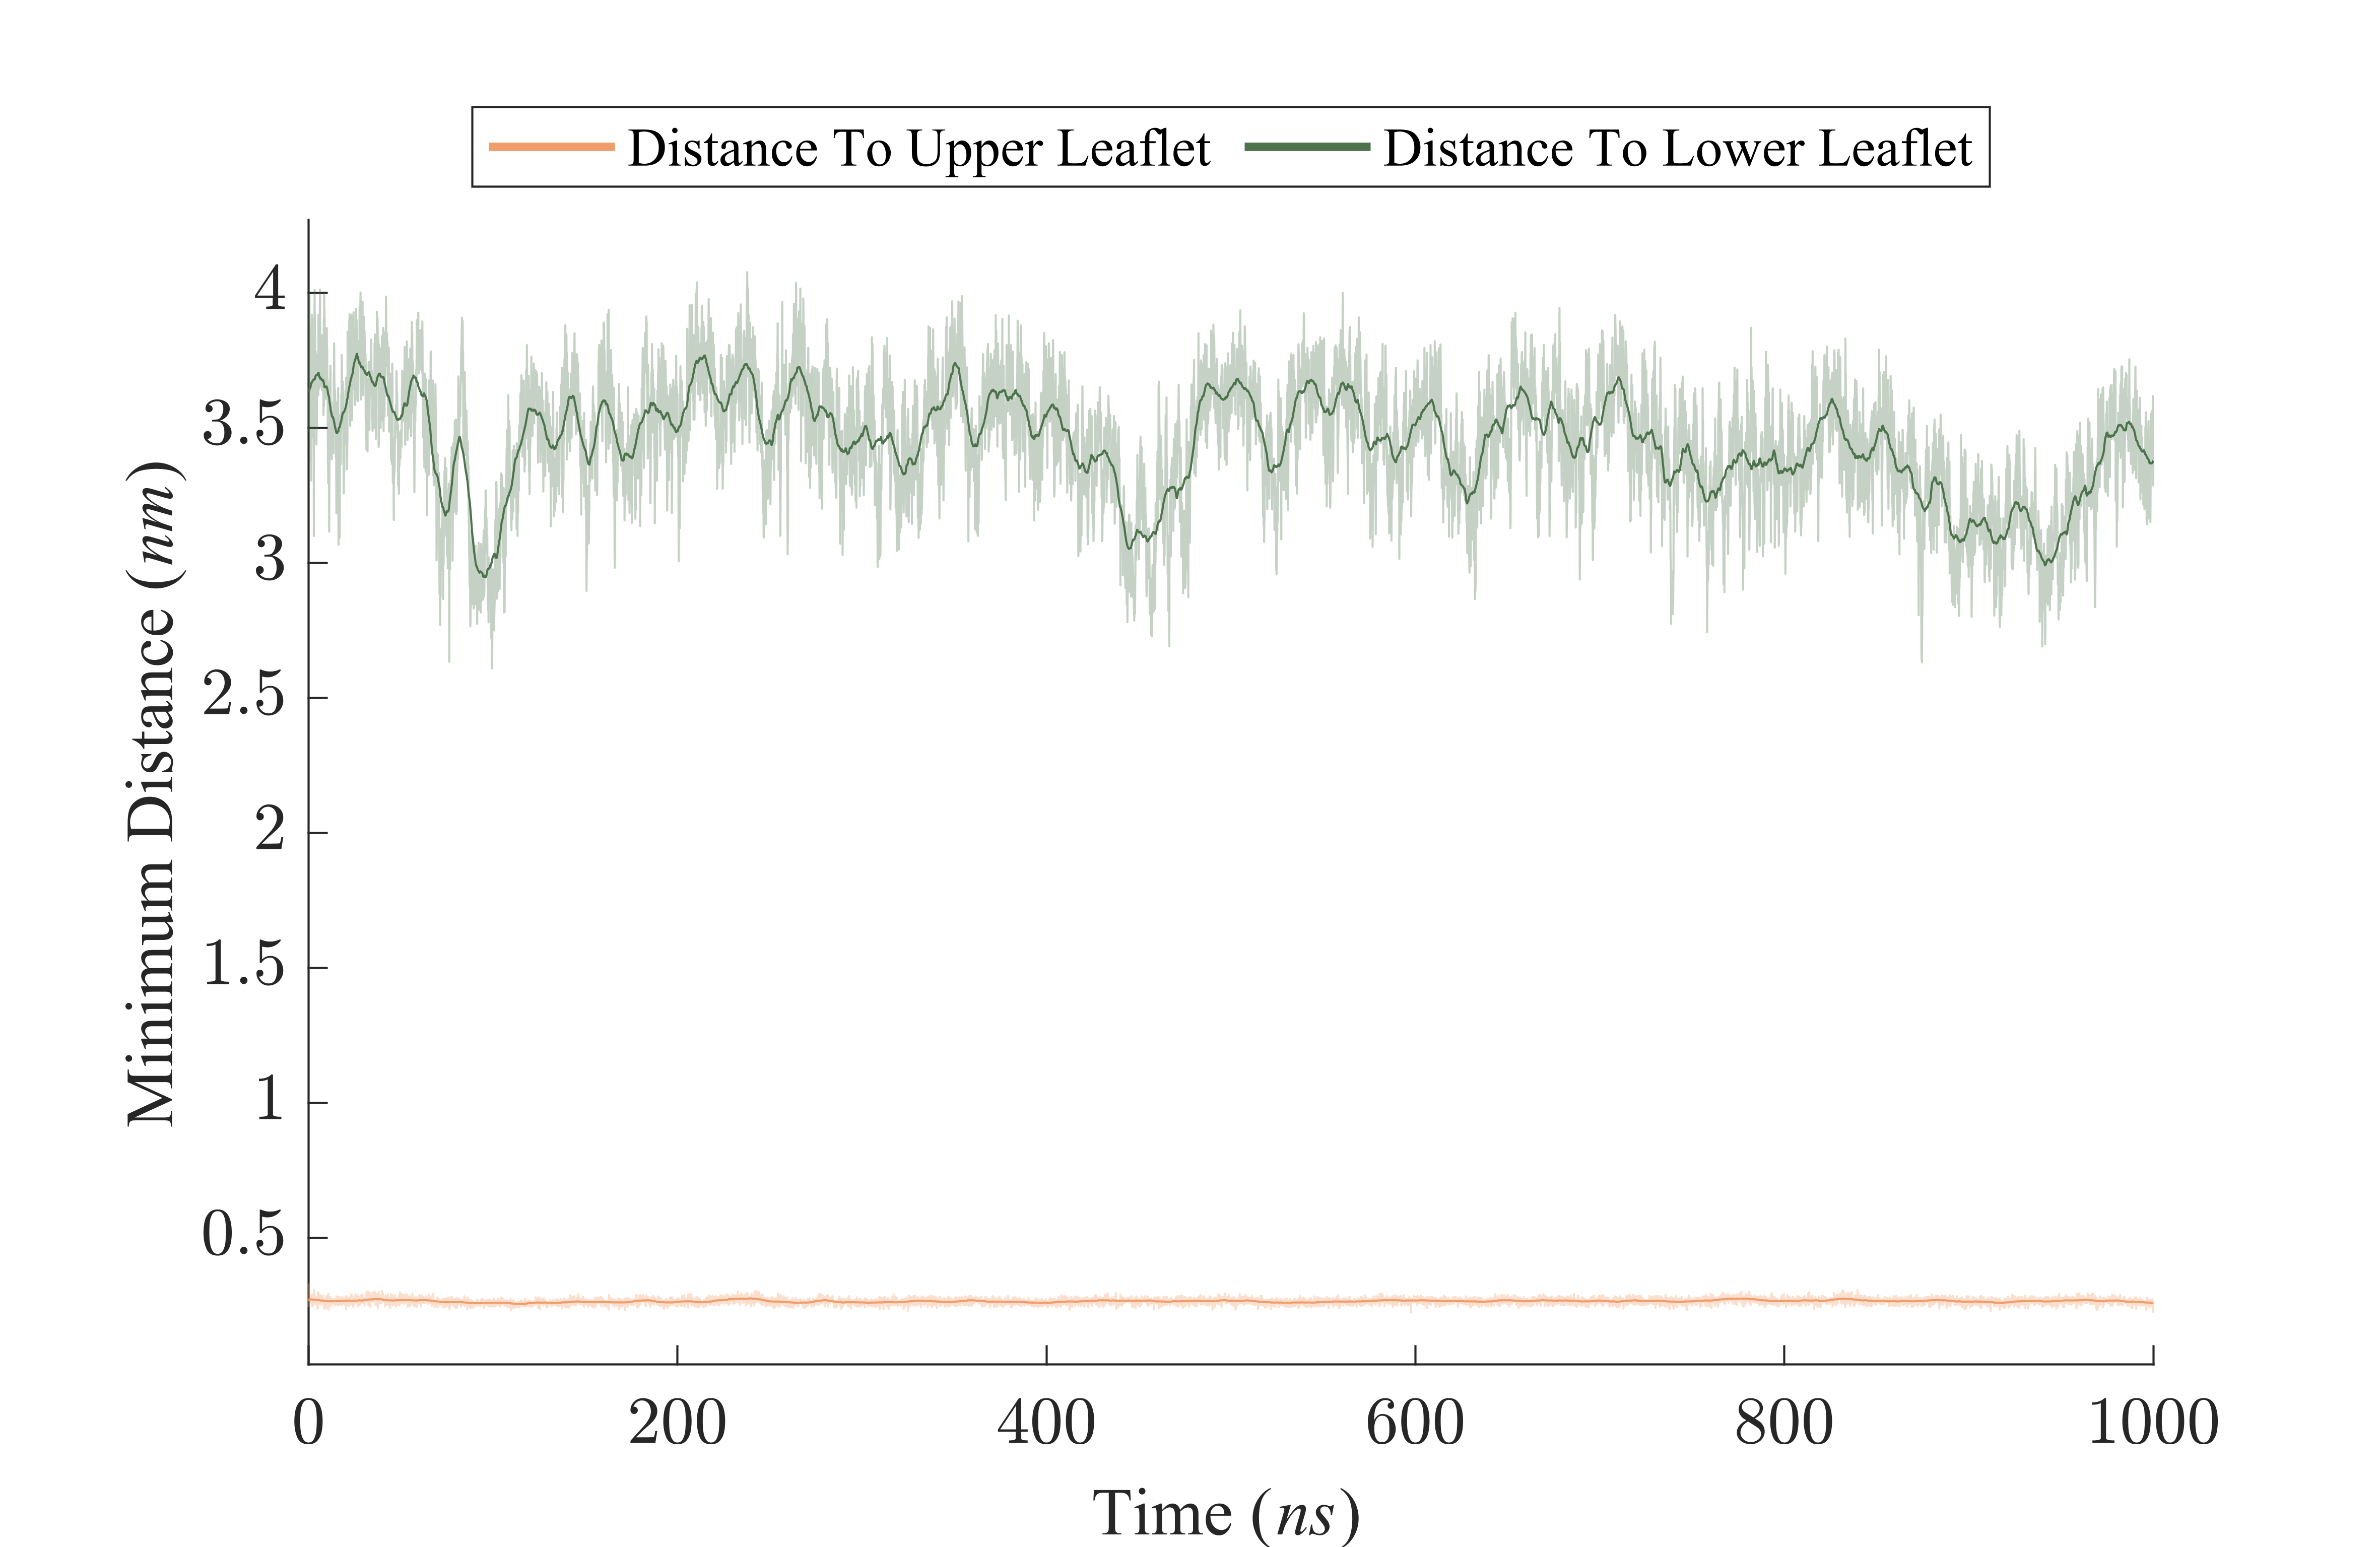 Distance To Upper Leaflet Distance To Lower Leaflet
Minimum Distance (nm)
4
3.5
3
2.5
2
1.5
1
0.5
0 200 400 600 800 1000
Time (ns)